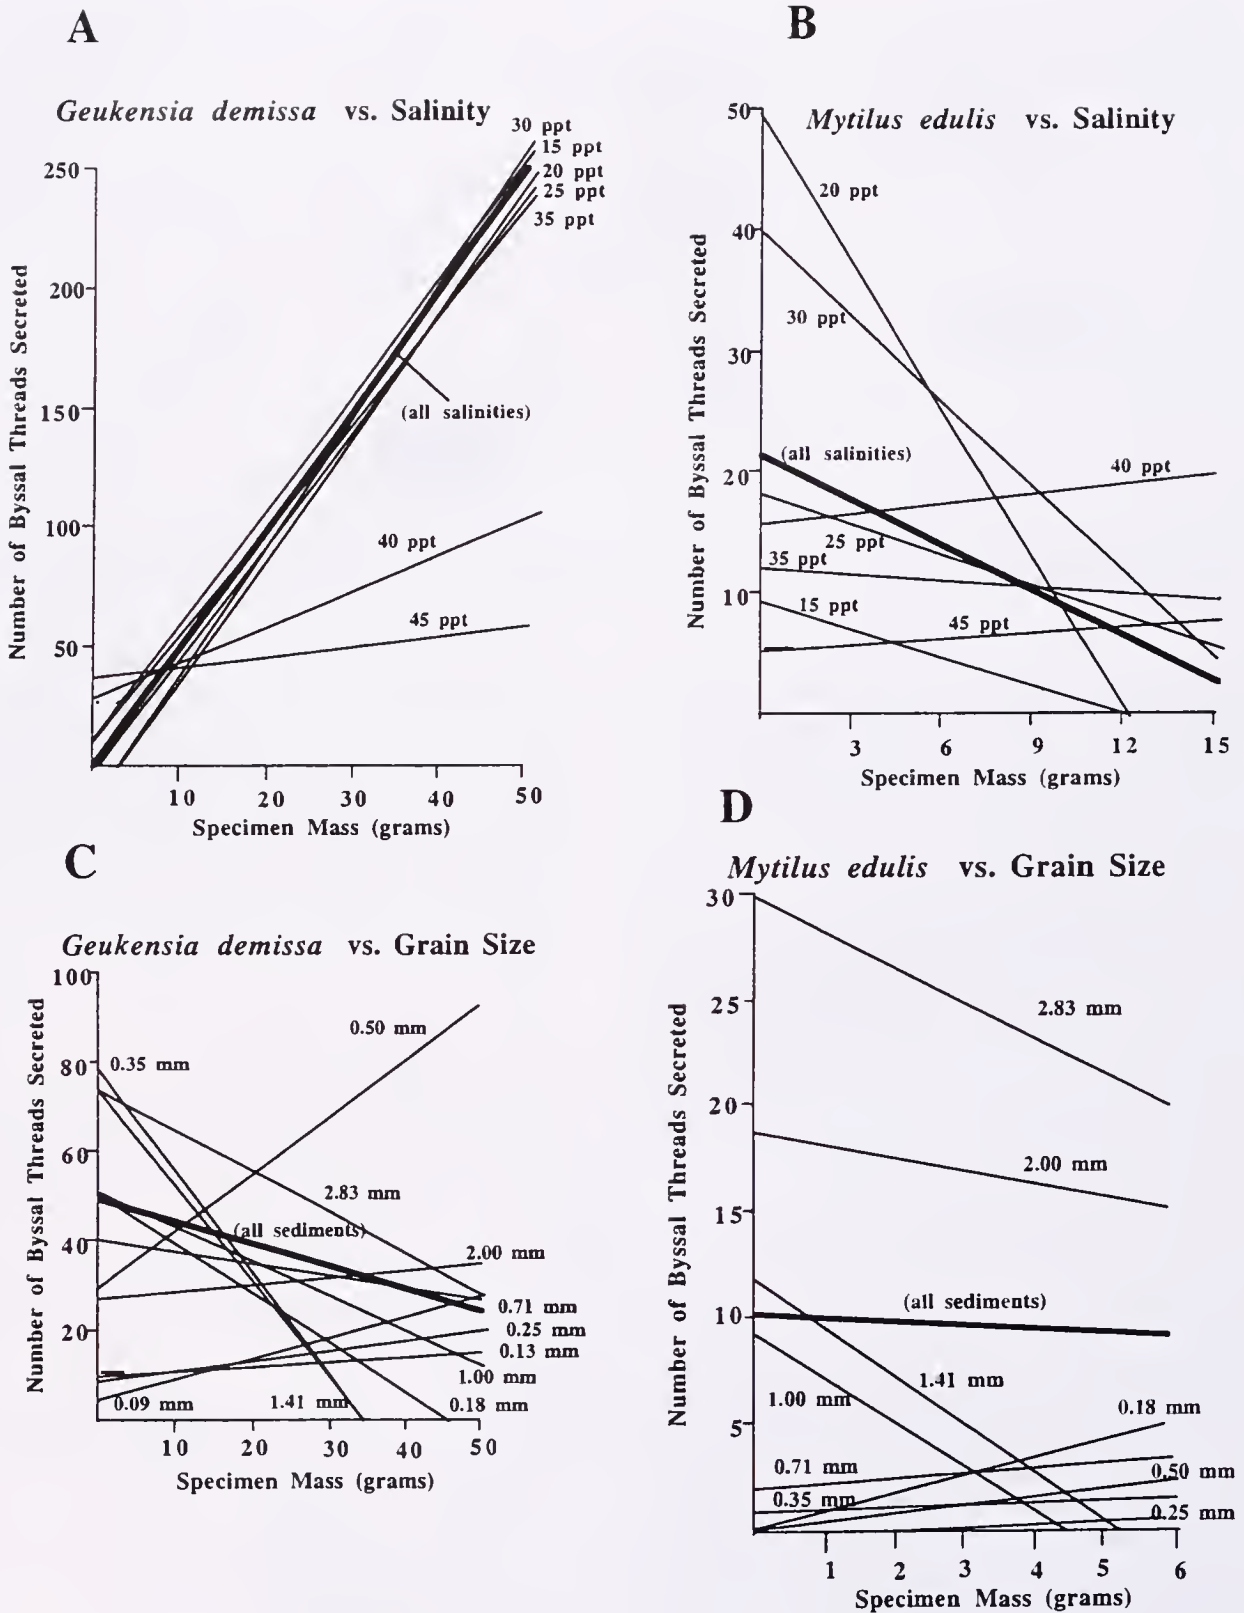 A
Geukensia demissa vs. Salinity
30 ppt
15 ppt
20 ppt
25 ppt
35 ppt
250
200
150
100
50
Number of Byssal Threads Secreted
(all salinities)
40 ppt
45 ppt
10 20 30 40 50
Specimen Mass (grams)
B
Mytilus edulis vs. Salinity
50
40
30
20
10
Number of Byssal Threads Secreted
20 ppt
30 ppt
(all salinities)
40 ppt
25 ppt
35 ppt
15 ppt
45 ppt
3 6 9 12 15
Specimen Mass (grams)
C
Geukensia demissa vs. Grain Size
100
80
60
40
20
Number of Byssal Threads Secreted
0.50 mm
0.35 mm
2.83 mm
(all sediments)
2.00 mm
0.71 mm
0.25 mm
0.13 mm
1.00 mm
0.09 mm
1.41 mm
0.18 mm
10 20 30 40 50
Specimen Mass (grams)
D
Mytilus edulis vs. Grain Size
30
25
20
15
10
5
Number of Byssal Threads Secreted
2.83 mm
2.00 mm
(all sediments)
1.41 mm
1.00 mm
0.18 mm
0.71 mm
0.50 mm
0.35 mm
0.25 mm
1 2 3 4 5 6
Specimen Mass (grams)